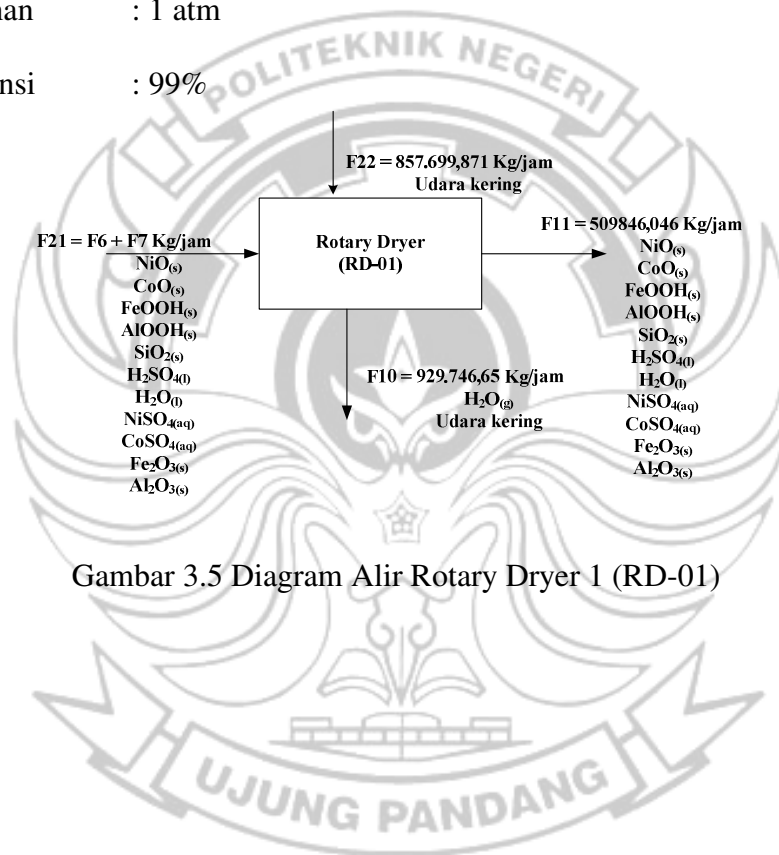 nan : 1 atm
nsi : 99%
POLITEKNIK NEGERI
F22 = 857.699,871 Kg/jam
Udara kering
F21 = F6 + F7 Kg/jam
NiO(s)
CoO(s)
FeOOH(s)
AlOOH(s)
SiO2(s)
H2SO4(l)
H2O(l)
NiSO4(aq)
CoSO4(aq)
Fe2O3(s)
Al2O3(s)
Rotary Dryer
(RD-01)
F11 = 509846,046 Kg/jam
NiO(s)
CoO(s)
FeOOH(s)
AlOOH(s)
SiO2(s)
H2SO4(l)
H2O(l)
NiSO4(aq)
CoSO4(aq)
Fe2O3(s)
Al2O3(s)
F10 = 929.746,65 Kg/jam
H2O(g)
Udara kering
Gambar 3.5 Diagram Alir Rotary Dryer 1 (RD-01)
UJUNG PANDANG